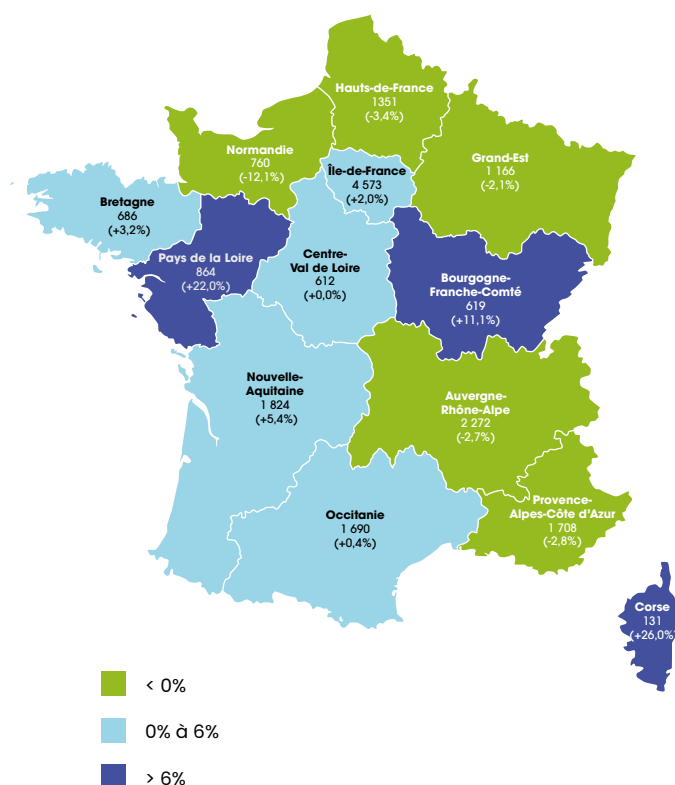 Hauts-de-France
1351
(-3,4%)
Normandie
760
(-12,1%)
Île-de-France
4 573
(+2,0%)
Grand-Est
1 166
(-2,1%)
Bretagne
686
(+3,2%)
Pays de la Loire
864
(+22,0%)
Centre-
Val de Loire
612
(+0,0%)
Bourgogne-
Franche-Comté
619
(+11,1%)
Nouvelle-
Aquitaine
1 824
(+5,4%)
Auvergne-
Rhône-Alpe
2 272
(-2,7%)
Occitanie
1 690
(+0,4%)
Provence-
Alpes-Côte d'Azur
1 708
(-2,8%)
Corse
131
(+26,0%)
< 0%
0% à 6%
> 6%